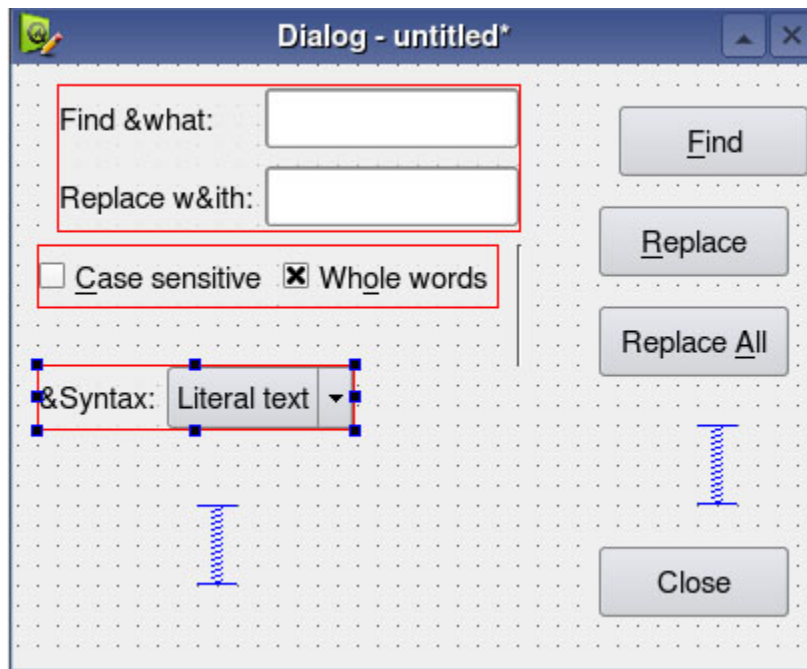 Dialog - untitled*
Find &what:
Find
Replace w&ith:
Replace
Case sensitive Whole words
Replace All
&Syntax: Literal text
Close